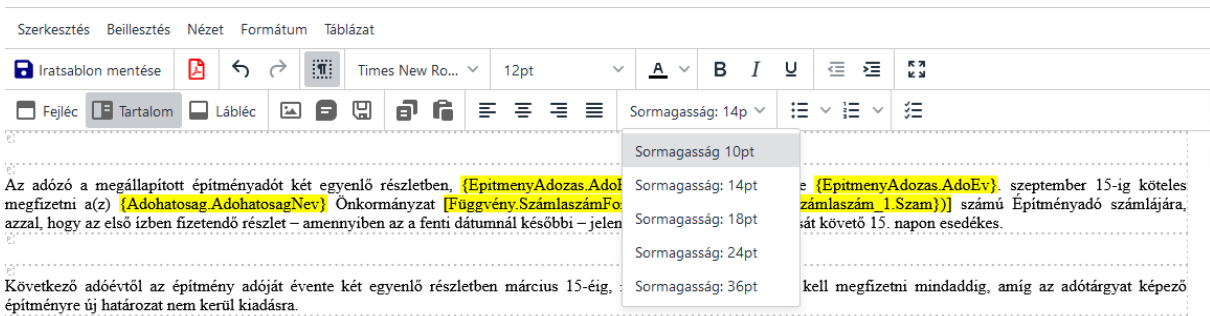 Szerkesztés Beillesztés Nézet Formátum Táblázat
Iratsablon mentése Times New Ro... 12pt A B I U
Fejléc Tartalom Lábléc Sormagasság: 14p
Sormagasság 10pt
Sormagasság: 14pt
Sormagasság: 18pt
Sormagasság: 24pt
Sormagasság: 36pt
Az adózó a megállapított építményadót két egyenlő részletben, {EpitmenyAdozas.Ado {EpitmenyAdozas.AdoEv}. szeptember 15-ig köteles
megfizetni a(z) {Adohatosag.AdohatosagNev} Önkormányzat [Függvény.SzámlaszámFo zámlaszám_1.Szam})] számú Építményadó számlájára,
azzal, hogy az első ízben fizetendő részlet – amennyiben az a fenti dátumnál későbbi – jelen át követő 15. napon esedékes.
Következő adóévtől az építmény adóját évente két egyenlő részletben március 15-éig, kell megfizetni mindaddig, amíg az adótárgyat képező
építményre új határozat nem kerül kiadásra.